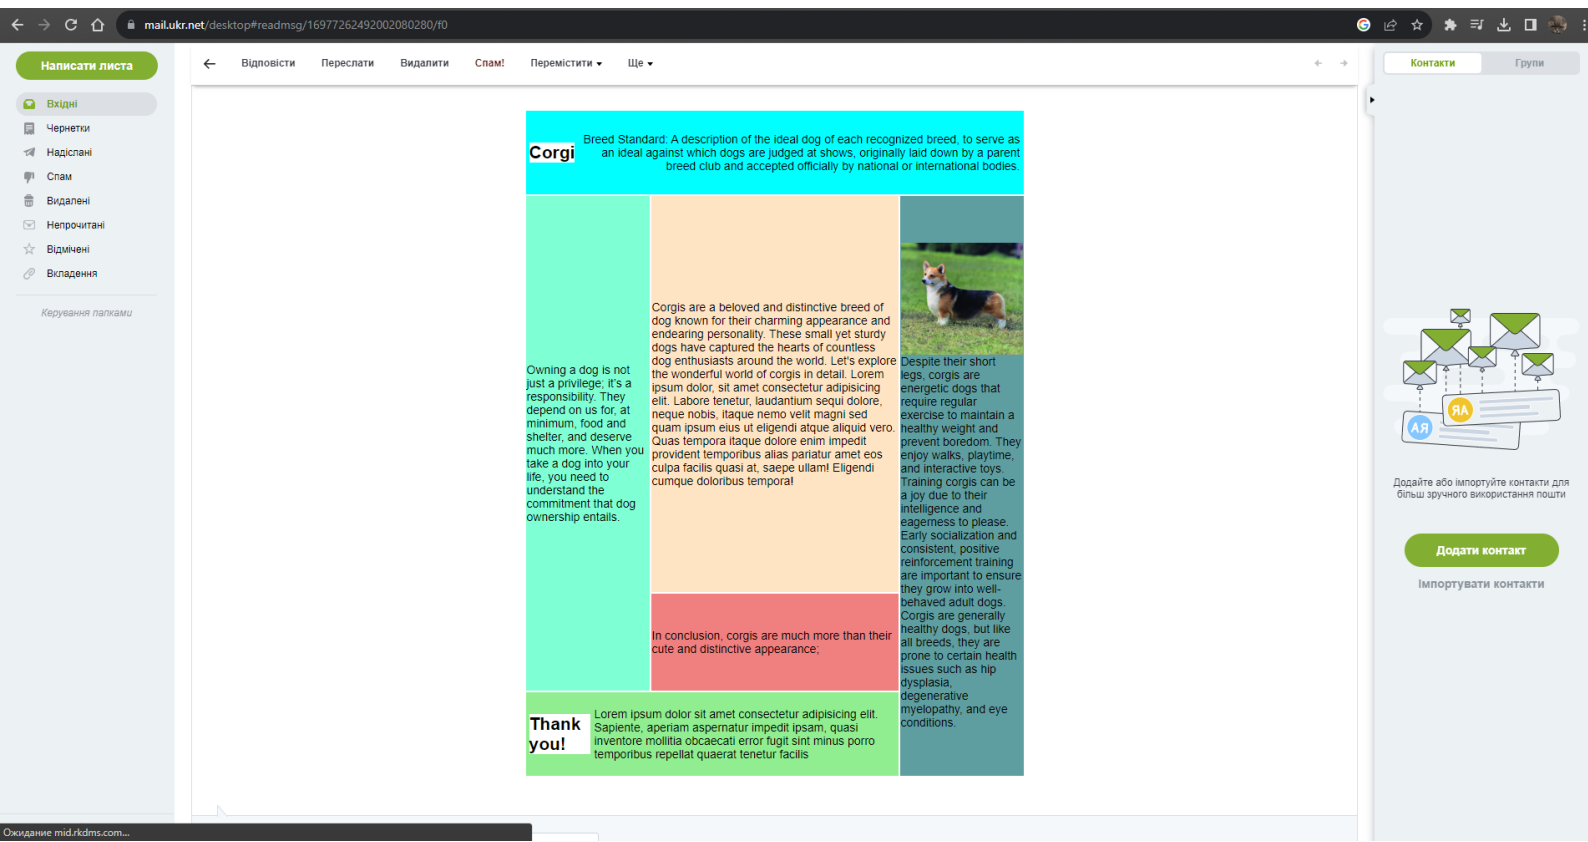 mail.ukr.net/desktop#readmsg/16977262492002080280/f0
Написати листа
Вхідні
Чернетки
Надіслані
Спам
Видалені
Непрочитані
Відмічені
Вкладення
Керування папками
Відповісти Переслати Видалити Спам! Перемістити Ще
Corgi
Breed Standard: A description of the ideal dog of each recognized breed, to serve as
an ideal against which dogs are judged at shows, originally laid down by a parent
breed club and accepted officially by national or international bodies.
Owning a dog is not
just a privilege; it's a
responsibility. They
depend on us for, at
minimum, food and
shelter, and deserve
much more. When you
take a dog into your
life, you need to
understand the
commitment that dog
ownership entails.
Corgis are a beloved and distinctive breed of
dog known for their charming appearance and
endearing personality. These small yet sturdy
dogs have captured the hearts of countless
dog enthusiasts around the world. Let's explore
the wonderful world of corgis in detail. Lorem
ipsum dolor, sit amet consectetur adipisicing
elit. Labore tenetur, laudantium sequi dolore,
neque nobis, itaque nemo velit magni sed
quam ipsum eius ut eligendi atque aliquid vero.
Quas tempora itaque dolore enim impedit
provident temporibus alias pariatur amet eos
culpa facilis quasi at, saepe ullam! Eligendi
cumque doloribus tempora!
In conclusion, corgis are much more than their
cute and distinctive appearance;
Despite their short
legs, corgis are
energetic dogs that
require regular
exercise to maintain a
healthy weight and
prevent boredom. They
enjoy walks, playtime,
and interactive toys.
Training corgis can be
a joy due to their
intelligence and
eagerness to please.
Early socialization and
consistent, positive
reinforcement training
are important to ensure
they grow into well-
behaved adult dogs.
Corgis are generally
healthy dogs, but like
all breeds, they are
prone to certain health
issues such as hip
dysplasia,
degenerative
myelopathy, and eye
conditions.
Thank
you!
Lorem ipsum dolor sit amet consectetur adipisicing elit.
Sapiente, aperiam aspernatur impedit ipsam, quasi
inventore mollitia obcaecati error fugit sint minus porro
temporibus repellat quaerat tenetur facilis
Контакти Групи
ЯА
АЯ
Додайте або імпортуйте контакти для
більш зручного використання пошти
Додати контакт
Імпортувати контакти
Ожидание mid.rkdms.com...